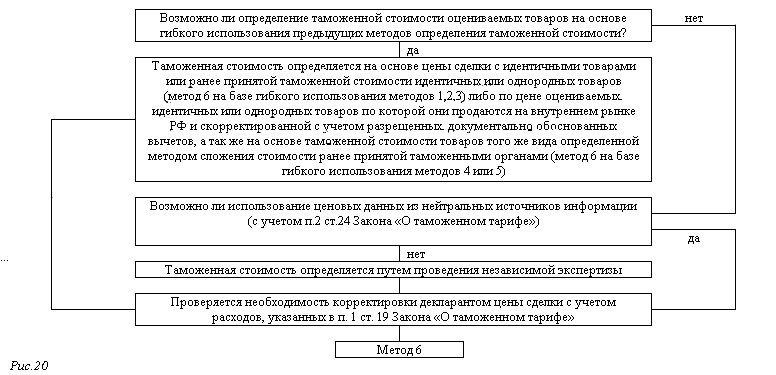 Возможно ли определение таможенной стоимости оцениваемых товаров на основе
гибкого использования предыдущих методов определения таможенной стоимости?
нет
да
Таможенная стоимость определяется на основе цены сделки с идентичными товарами
или ранее принятой таможенной стоимости идентичных или однородных товаров
(метод 6 на базе гибкого использования методов 1,2,3) либо по цене оцениваемых.
идентичных или однородных товаров по которой они продаются на внутреннем рынке
РФ и скорректированной с учетом разрешенных. документально обоснованных
вычетов, а так же на основе таможенной стоимости товаров того же вида определенной
методом сложения стоимости ранее принятой таможенными органами (метод 6 на базе
гибкого использования методов 4 или 5)
Возможно ли использование ценовых данных из нейтральных источников информации
(с учетом п.2 ст.24 Закона «О таможенном тарифе»)
да
нет
...
Таможенная стоимость определяется путем проведения независимой экспертизы
Проверяется необходимость корректировки декларантом цены сделки с учетом
расходов, указанных в п. 1 ст. 19 Закона «О таможенном тарифе»
Метод 6
Рис.20